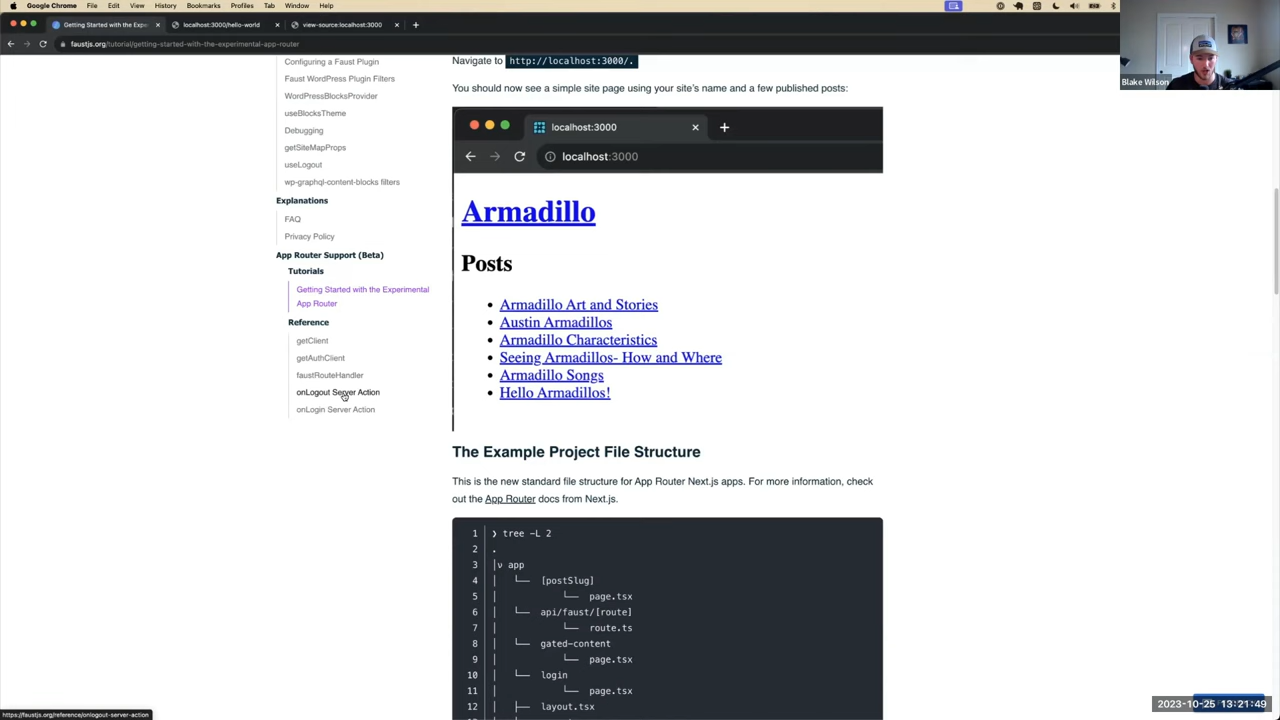 Google Chrome File Edit View History Bookmarks Profiles Tab Window Help
Getting Started with the Expe
localhost:3000/hello-world
view-source:localhost:3000
faustjs.org/tutorial/getting-started-with-the-experimental-app-router
Blake Wilson
Configuring a Faust Plugin
Faust WordPress Plugin Filters
WordPressBlocksProvider
useBlocksTheme
Debugging
getSiteMapProps
useLogout
wp-graphql-content-blocks filters
Explanations
FAQ
Privacy Policy
App Router Support (Beta)
Tutorials
Getting Started with the Experimental
App Router
Reference
getClient
getAuthClient
faustRouteHandler
onLogout Server Action
onLogin Server Action
Navigate to http://localhost:3000/.
You should now see a simple site page using your site's name and a few published posts:
localhost:3000
localhost:3000
Armadillo
Posts
Armadillo Art and Stories
Austin Armadillos
Armadillo Characteristics
Seeing Armadillos- How and Where
Armadillo Songs
Hello Armadillos!
The Example Project File Structure
This is the new standard file structure for App Router Next.js apps. For more information, check
out the App Router docs from Next.js.
1 ❯ tree -L 2
2 .
3 |v app
4 │ └── [postSlug]
5 │ └── page.tsx
6 │ └── api/faust/[route]
7 │ └── route.ts
8 │ └── gated-content
9 │ └── page.tsx
10 │ └── login
11 │ └── page.tsx
12 │ ├── layout.tsx
https://faustjs.org/reference/onlogout-server-action
2023-10-25 13:21:49